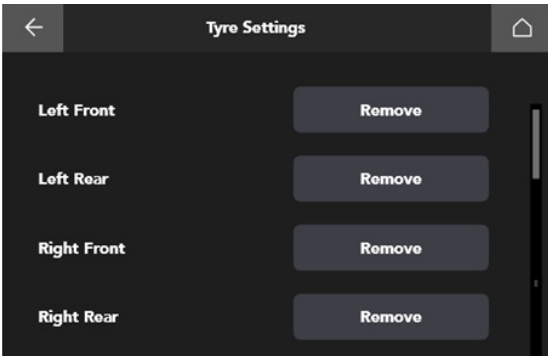 Tyre Settings
Left Front Remove
Left Rear Remove
Right Front Remove
Right Rear Remove